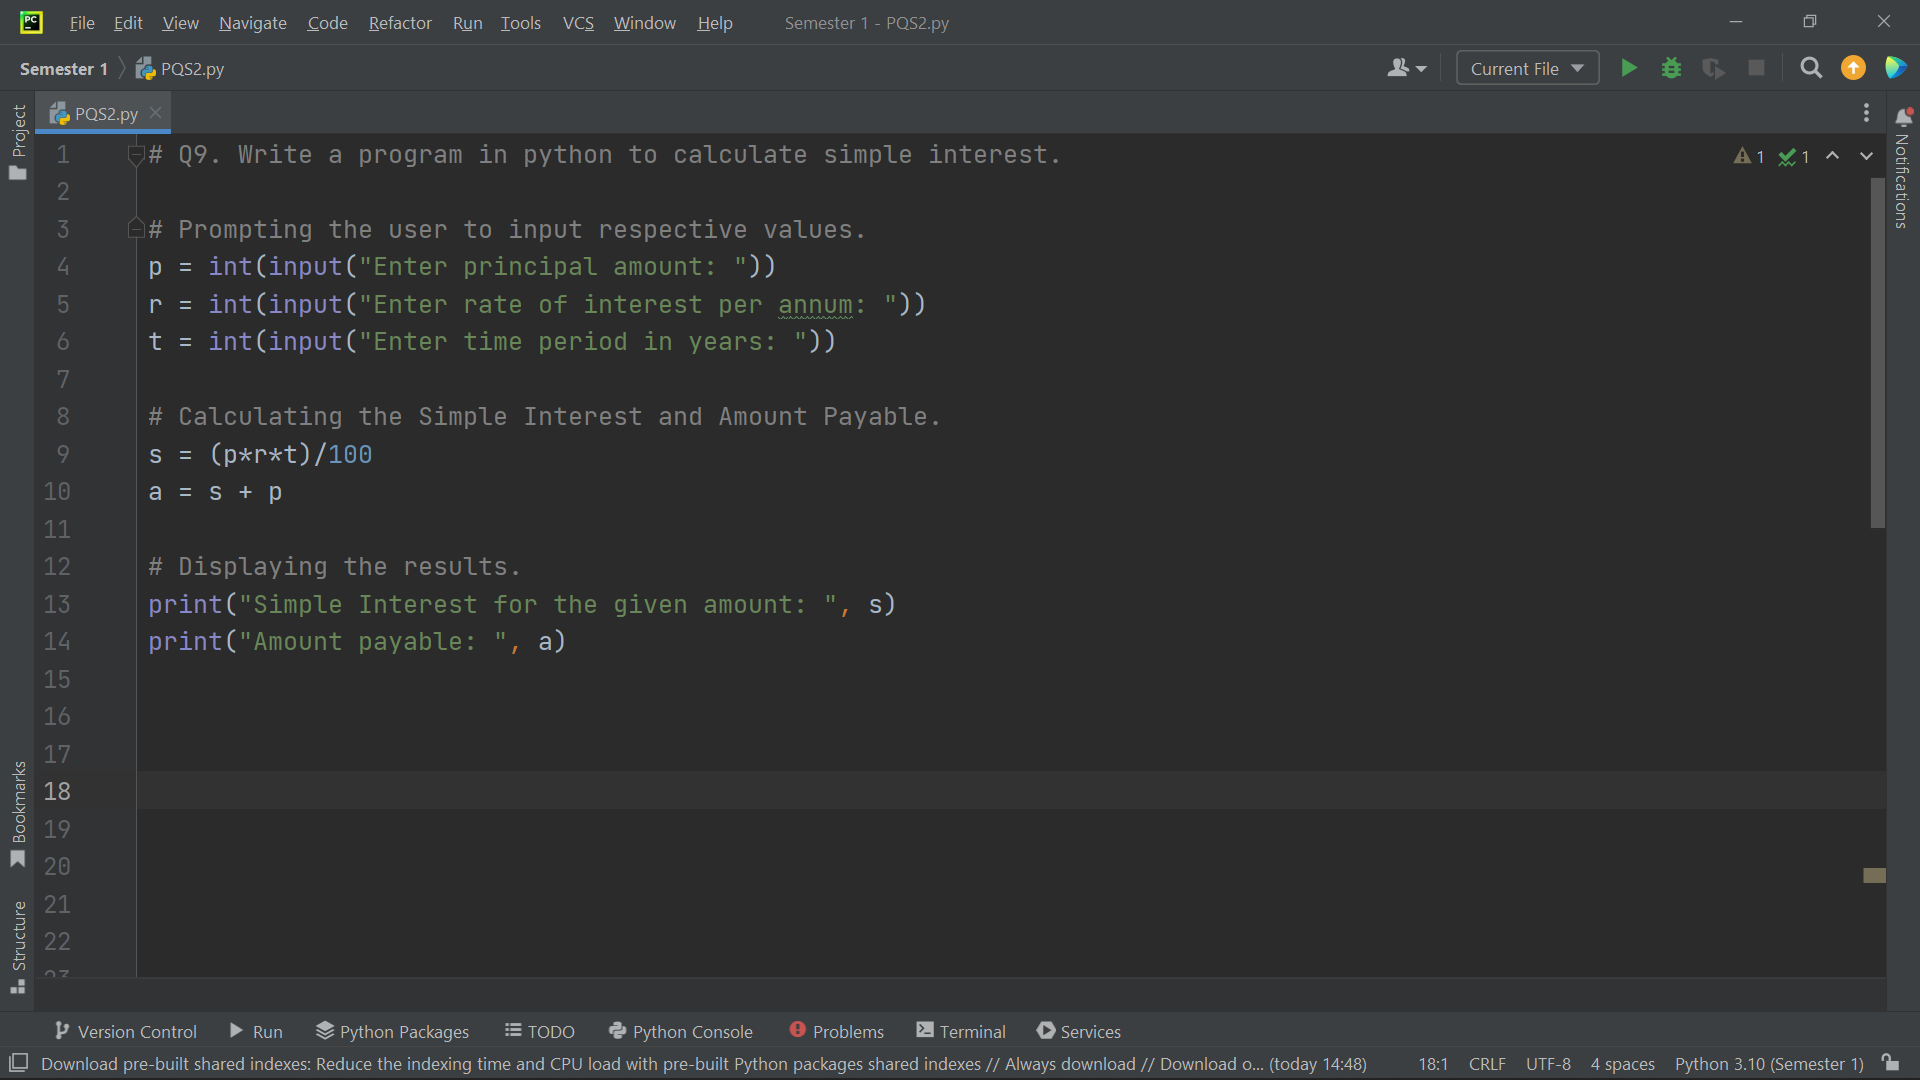 PC File Edit View Navigate Code Refactor Run Tools VCS Window Help Semester 1 - PQS2.py
Semester 1 PQS2.py Current File
Project PQS2.py Notifications
1 # Q9. Write a program in python to calculate simple interest. 1 1
2
3 # Prompting the user to input respective values.
4 p = int(input("Enter principal amount: "))
5 r = int(input("Enter rate of interest per annum: "))
6 t = int(input("Enter time period in years: "))
7
8 # Calculating the Simple Interest and Amount Payable.
9 s = (p*r*t)/100
10 a = s + p
11
12 # Displaying the results.
13 print("Simple Interest for the given amount: ", s)
14 print("Amount payable: ", a)
15
16
17
18
19
20
21
22
23
Bookmarks
Structure
Version Control Run Python Packages TODO Python Console Problems Terminal Services
Download pre-built shared indexes: Reduce the indexing time and CPU load with pre-built Python packages shared indexes // Always download // Download o... (today 14:48) 18:1 CRLF UTF-8 4 spaces Python 3.10 (Semester 1)